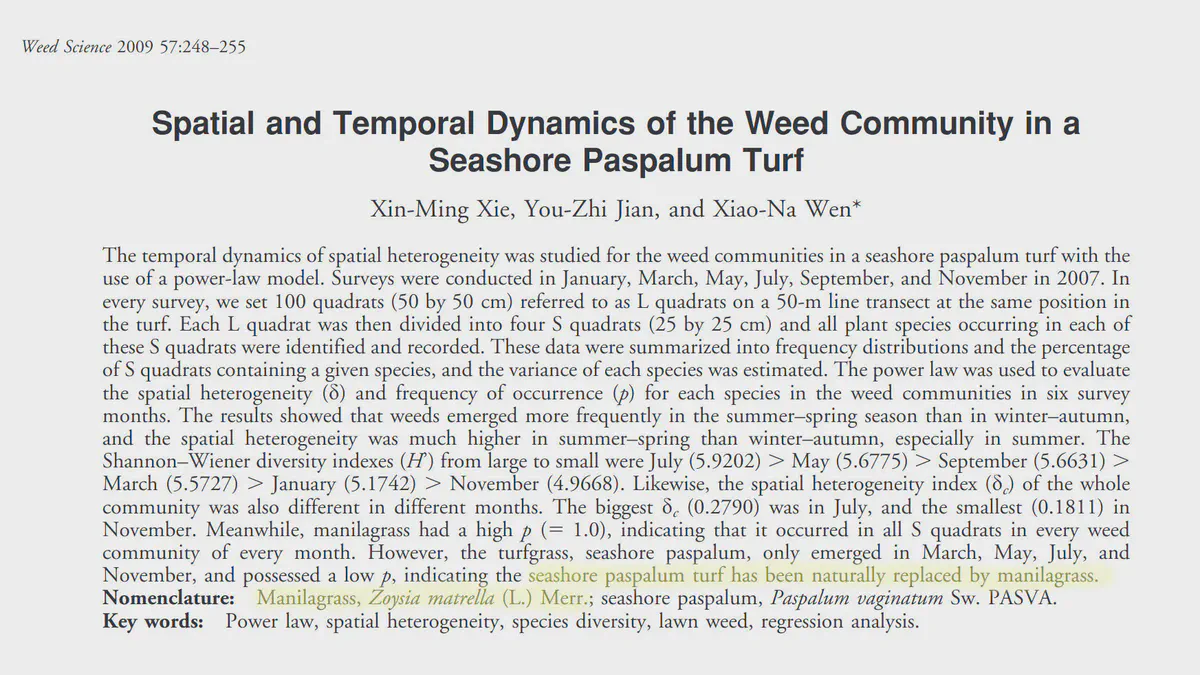 Weed Science 2009 57:248–255
Spatial and Temporal Dynamics of the Weed Community in a
Seashore Paspalum Turf
Xin-Ming Xie, You-Zhi Jian, and Xiao-Na Wen*
The temporal dynamics of spatial heterogeneity was studied for the weed communities in a seashore paspalum turf with the
use of a power-law model. Surveys were conducted in January, March, May, July, September, and November in 2007. In
every survey, we set 100 quadrats (50 by 50 cm) referred to as L quadrats on a 50-m line transect at the same position in
the turf. Each L quadrat was then divided into four S quadrats (25 by 25 cm) and all plant species occurring in each of
these S quadrats were identified and recorded. These data were summarized into frequency distributions and the percentage
of S quadrats containing a given species, and the variance of each species was estimated. The power law was used to evaluate
the spatial heterogeneity (δ) and frequency of occurrence (p) for each species in the weed communities in six survey
months. The results showed that weeds emerged more frequently in the summer–spring season than in winter–autumn,
and the spatial heterogeneity was much higher in summer–spring than winter–autumn, especially in summer. The
Shannon–Wiener diversity indexes (H′) from large to small were July (5.9202) > May (5.6775) > September (5.6631) >
March (5.5727) > January (5.1742) > November (4.9668). Likewise, the spatial heterogeneity index (δc) of the whole
community was also different in different months. The biggest δc (0.2790) was in July, and the smallest (0.1811) in
November. Meanwhile, manilagrass had a high p (= 1.0), indicating that it occurred in all S quadrats in every weed
community of every month. However, the turfgrass, seashore paspalum, only emerged in March, May, July, and
November, and possessed a low p, indicating the seashore paspalum turf has been naturally replaced by manilagrass.
Nomenclature: Manilagrass, Zoysia matrella (L.) Merr.; seashore paspalum, Paspalum vaginatum Sw. PASVA.
Key words: Power law, spatial heterogeneity, species diversity, lawn weed, regression analysis.